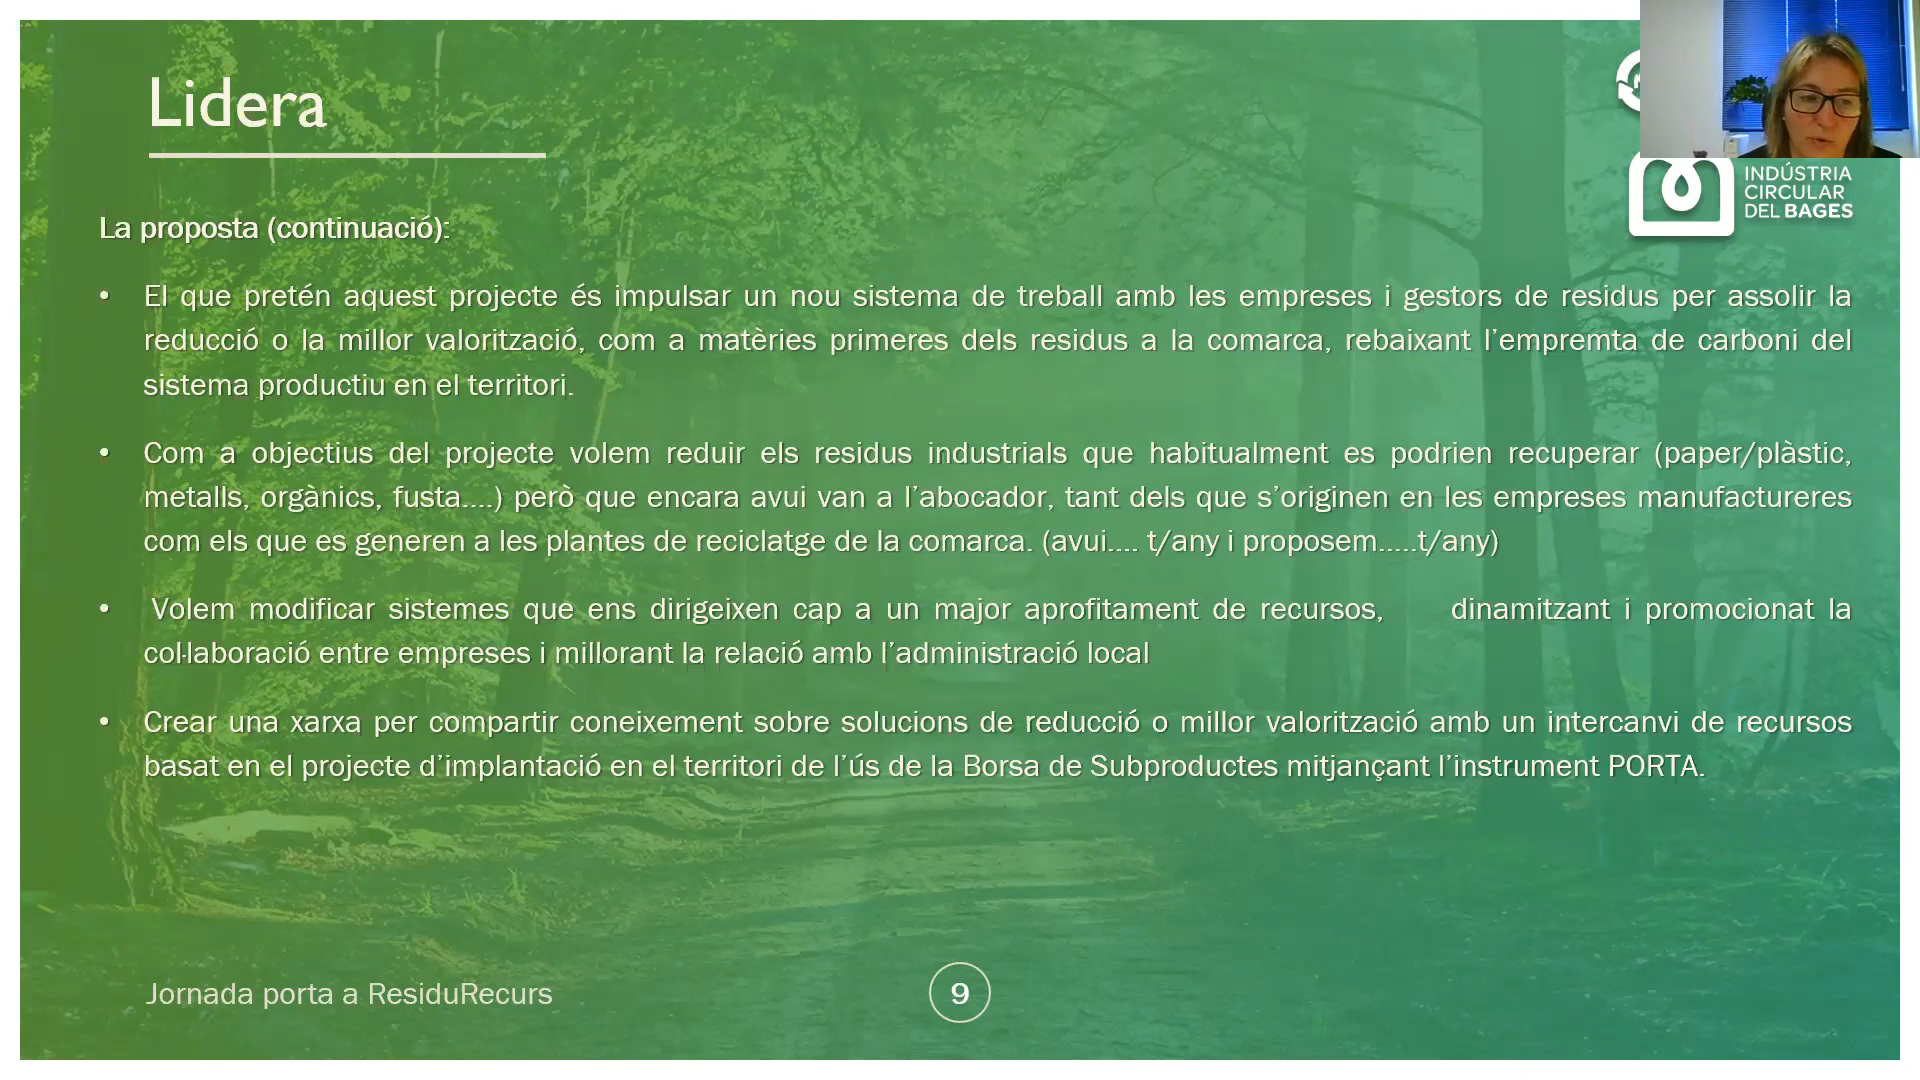 Lidera
INDÚSTRIA
CIRCULAR
DEL BAGES
La proposta (continuació):
• El que pretén aquest projecte és impulsar un nou sistema de treball amb les empreses i gestors de residus per assolir la
reducció o la millor valorització, com a matèries primeres dels residus a la comarca, rebaixant l’empremta de carboni del
sistema productiu en el territori.
• Com a objectius del projecte volem reduir els residus industrials que habitualment es podrien recuperar (paper/plàstic,
metalls, orgànics, fusta....) però que encara avui van a l’abocador, tant dels que s’originen en les empreses manufactureres
com els que es generen a les plantes de reciclatge de la comarca. (avui.... t/any i proposem.....t/any)
• Volem modificar sistemes que ens dirigeixen cap a un major aprofitament de recursos, dinamitzant i promocionat la
col·laboració entre empreses i millorant la relació amb l’administració local
• Crear una xarxa per compartir coneixement sobre solucions de reducció o millor valorització amb un intercanvi de recursos
basat en el projecte d’implantació en el territori de l’ús de la Borsa de Subproductes mitjançant l’instrument PORTA.
Jornada porta a ResiduRecurs
9